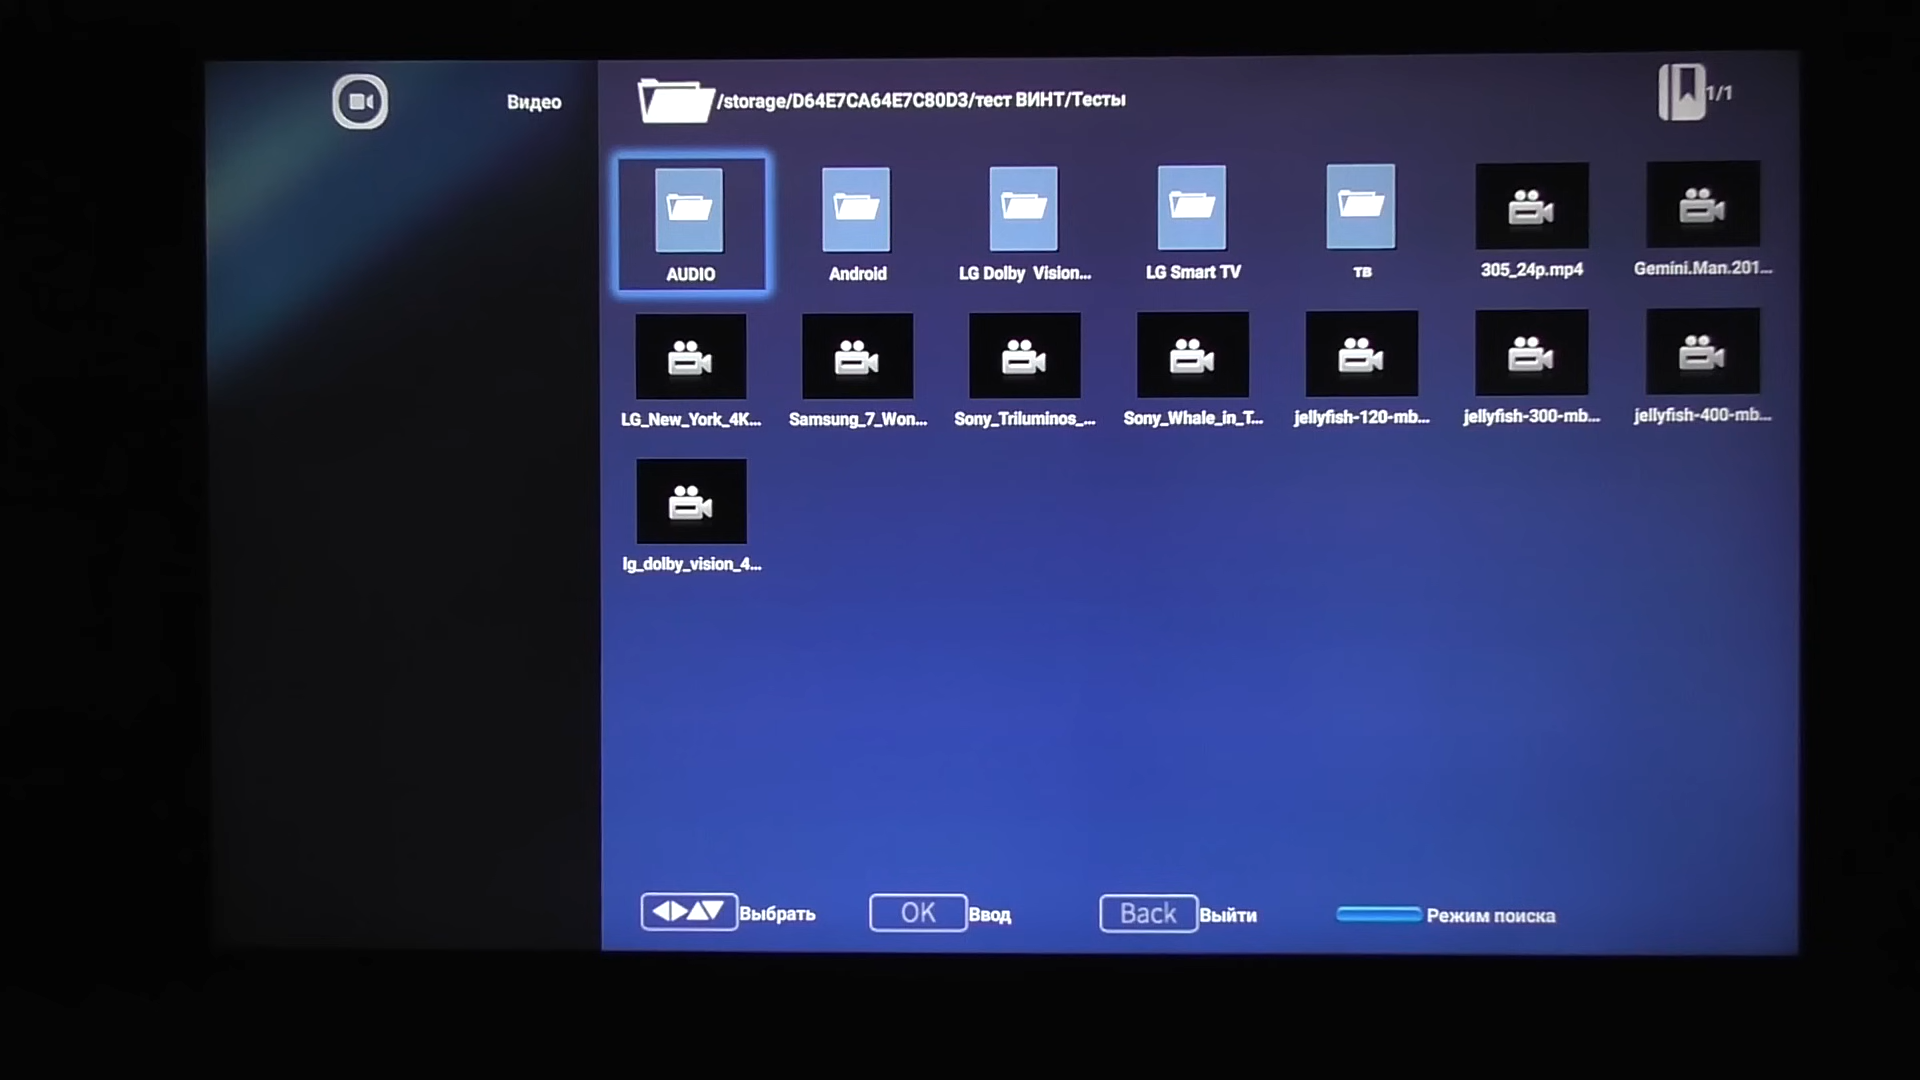 Видео
/storage/D64E7CA64E7C80D3/тест ВИНТ/Тесты
1/1
AUDIO
Android
LG Dolby Vision...
LG Smart TV
ТВ
305_24p.mp4
Gemini.Man.201...
LG_New_York_4K...
Samsung_7_Won...
Sony_Triluminos_...
Sony_Whale_in_T...
jellyfish-120-mb...
jellyfish-300-mb...
jellyfish-400-mb...
lg_dolby_vision_4...
Выбрать
OK Ввод
Back Выйти
Режим поиска